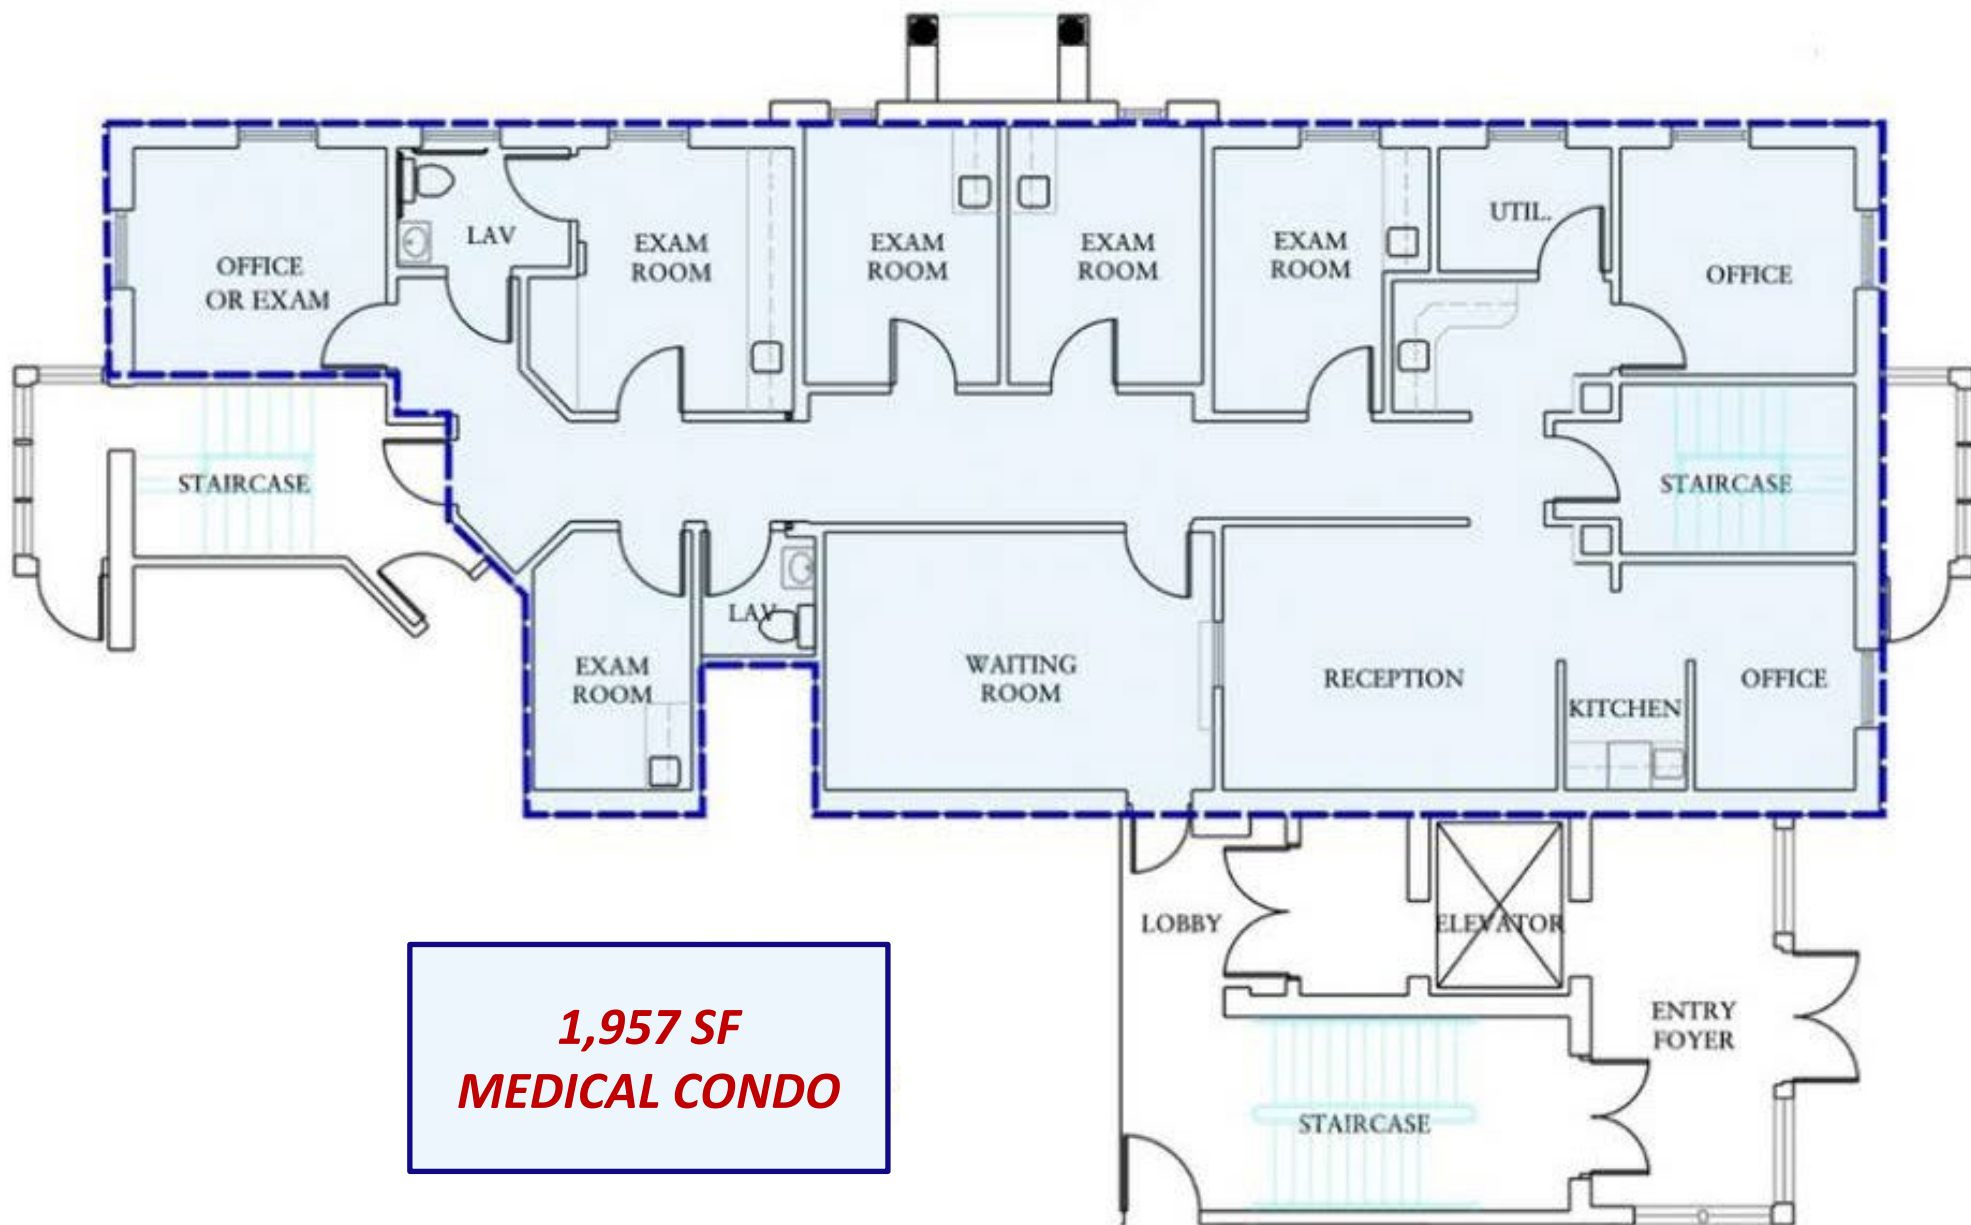 LAV
EXAM
ROOM
EXAM
ROOM
EXAM
ROOM
EXAM
ROOM
UTIL.
OFFICE
OR EXAM
OFFICE
STAIRCASE
STAIRCASE
LAV
EXAM
ROOM
WAITING
ROOM
RECEPTION
KITCHEN
OFFICE
LOBBY
ELEVATOR
ENTRY
FOYER
STAIRCASE
1,957 SF
MEDICAL CONDO